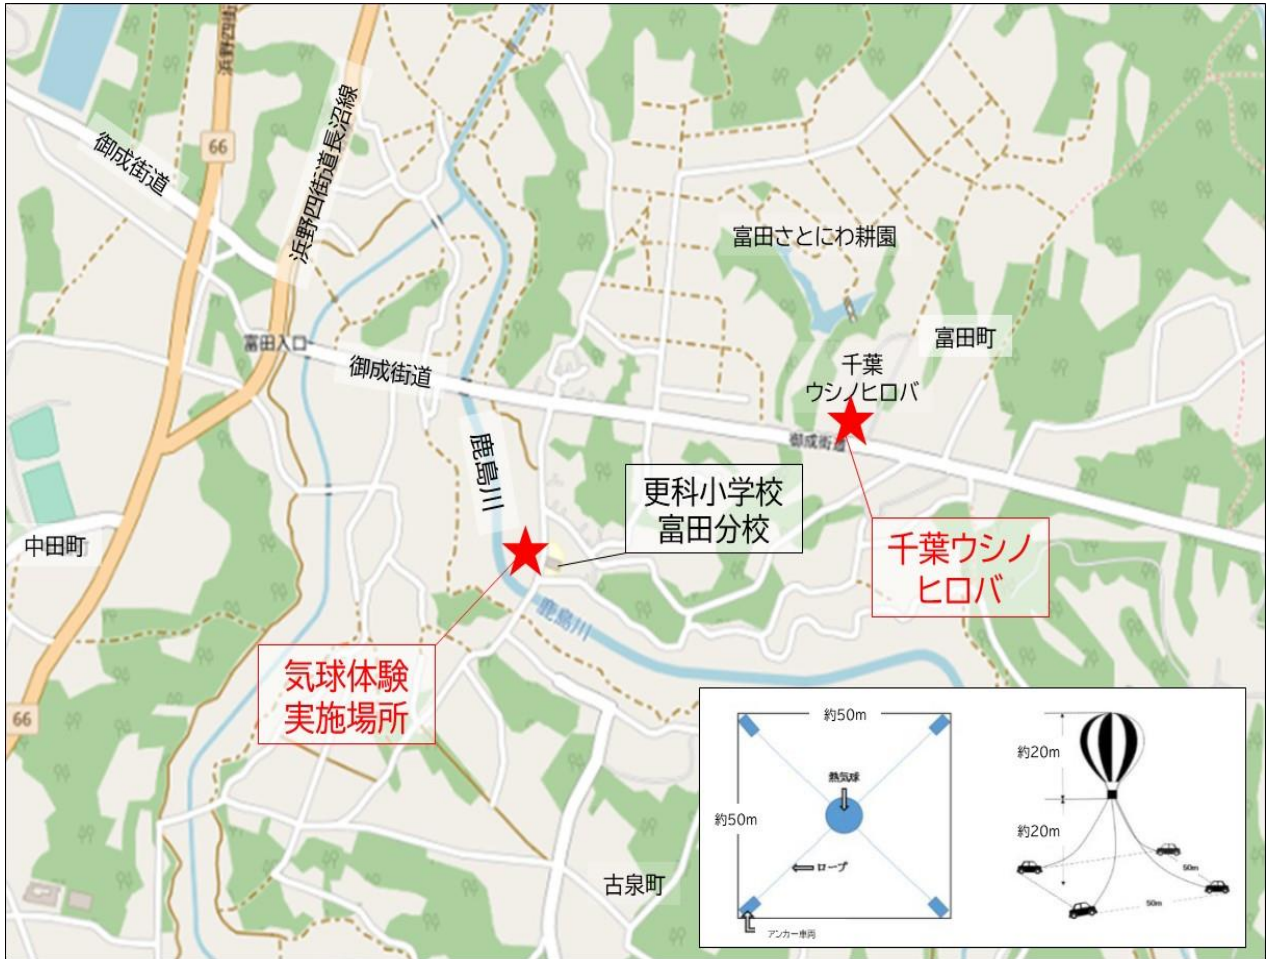 浜野四街
66
御成街道
浜野四街道長沼線
富田さとにわ耕園
富田町
富田入口
御成街道
千葉
ウシノヒロバ
御成街道
鹿島川
更科小学校
富田分校
千葉ウシノ
ヒロバ
中田町
鹿島川
気球体験
実施場所
66
古泉町
約50m
約50m
熱気球
ロープ
アンカー車両
約20m
約20m
50m
50m